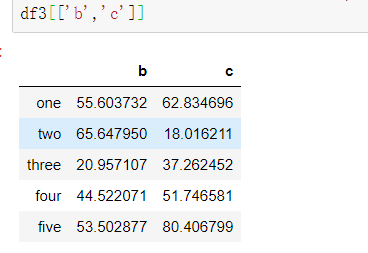 df3[['b','c']]
b c
one 55.603732 62.834696
two 65.647950 18.016211
three 20.957107 37.262452
four 44.522071 51.746581
five 53.502877 80.406799